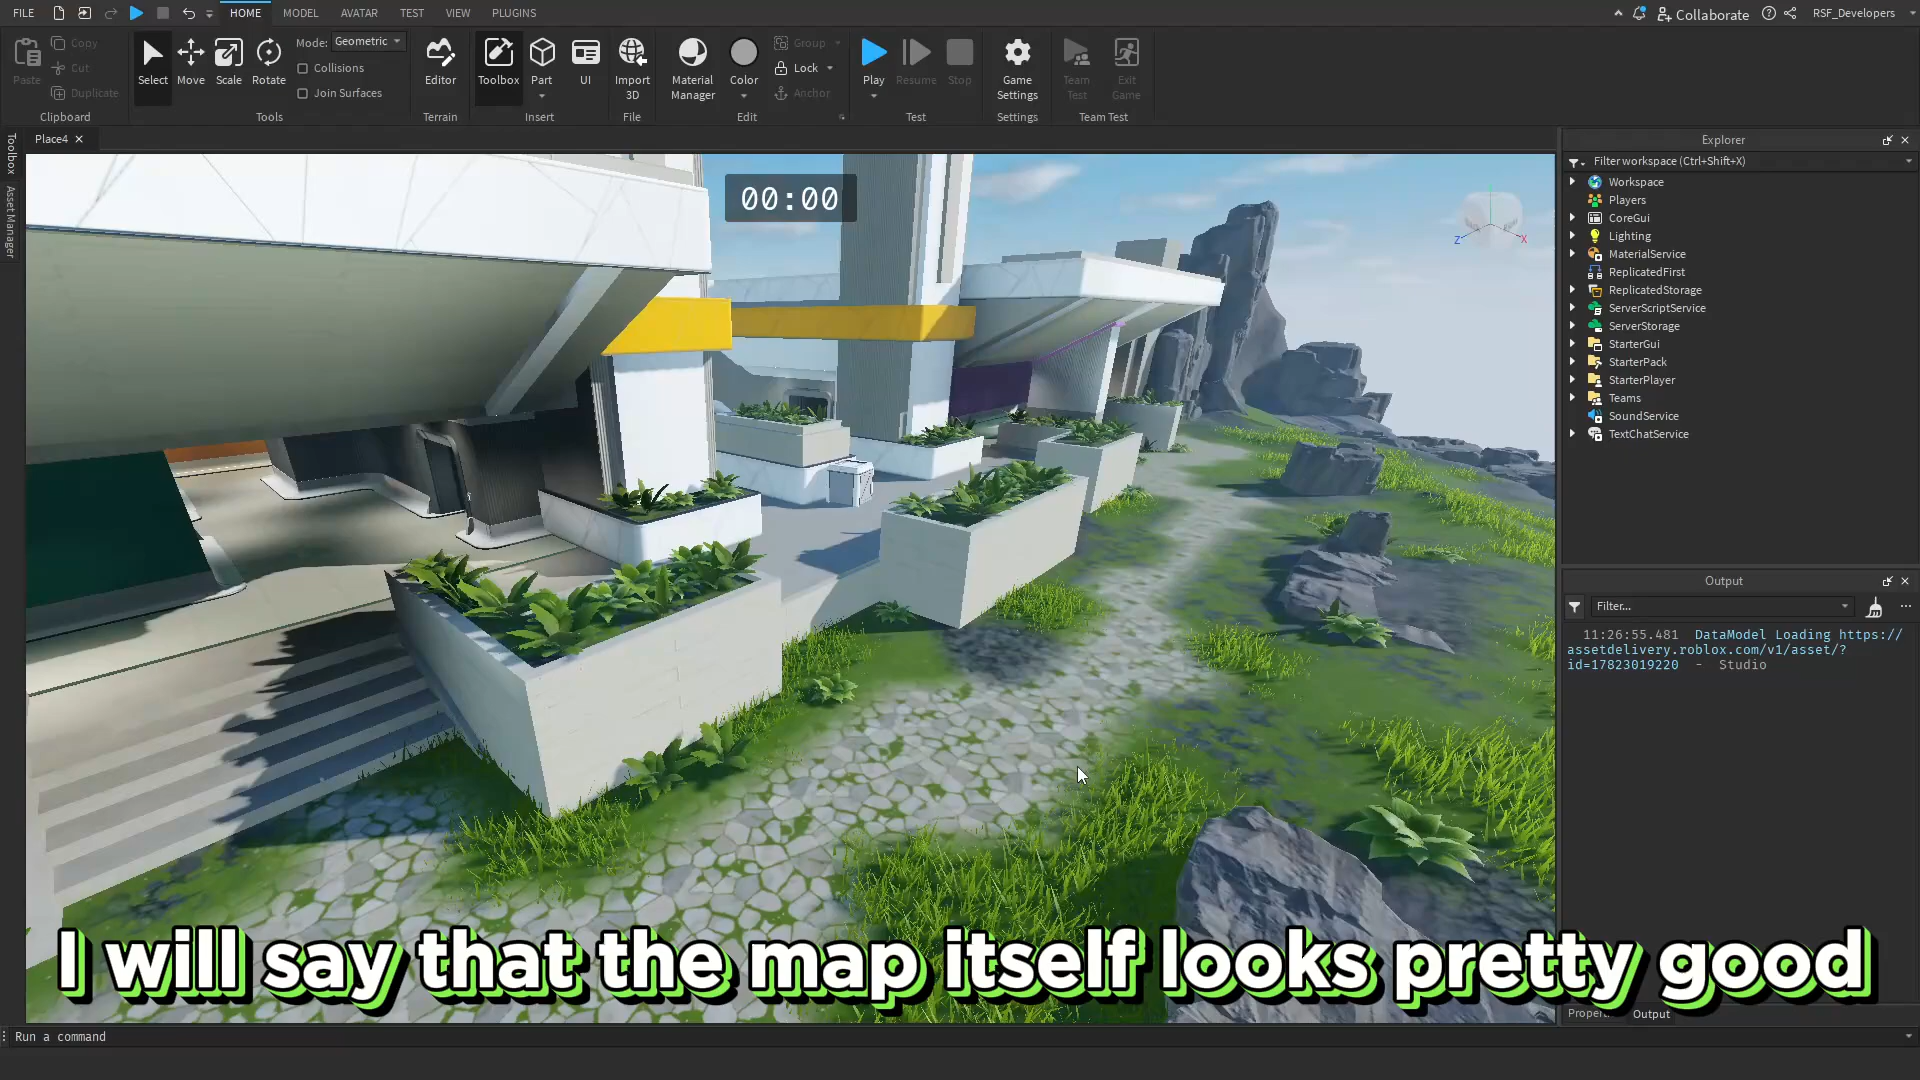 FILE HOME MODEL AVATAR TEST VIEW PLUGINS Collaborate RSF_Developers
Paste Copy Cut Duplicate Clipboard
Select Move Scale Rotate Mode: Geometric Collisions Join Surfaces Tools
Editor Terrain
Toolbox Part UI Insert
Import 3D File
Material Manager Color Group Lock Anchor Edit
Play Resume Stop Test
Game Settings Settings
Team Test Exit Game Team Test
Toolbox
Asset Manager
Place4
00:00
Z X
Explorer
Filter workspace (Ctrl+Shift+X)
Workspace
Players
CoreGui
Lighting
MaterialService
ReplicatedFirst
ReplicatedStorage
ServerScriptService
ServerStorage
StarterGui
StarterPack
StarterPlayer
Teams
SoundService
TextChatService
Output
Filter...
11:26:55.481 DataModel Loading https://
assetdelivery.roblox.com/v1/asset/?
id=17823019220 - Studio
I will say that the map itself looks pretty good
Output
Run a command